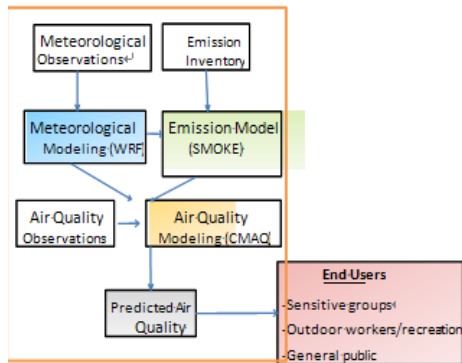 Meteorological
Observations
Emission
Inventory
Meteorological
Modeling (WRF)
Emission Model
(SMOKE)
Air Quality
Observations
Air Quality
Modeling (CMAQ)
Predicted Air
Quality
End Users
-Sensitive groups
-Outdoor workers/recreation
-General public